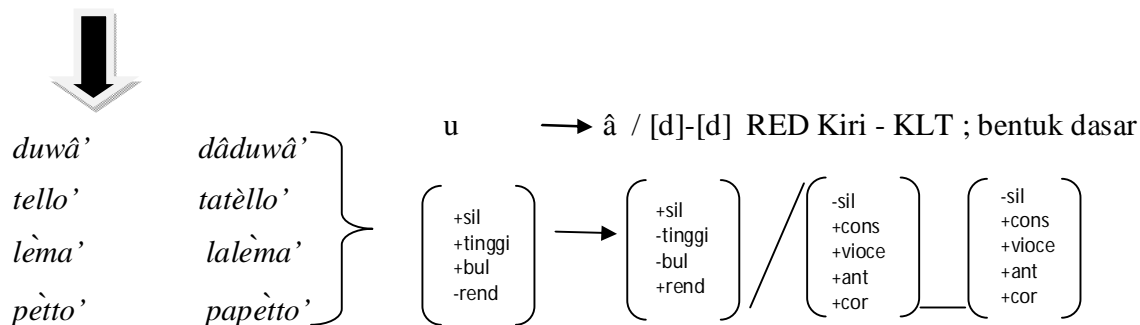 u → â / [d]-[d] RED Kiri - KLT ; bentuk dasar
duwâ’ dâduwâ’
tello’ tatèllo’
lèma’ lalèma’
pètto’ papètto’
+sil +sil -sil -sil
+tinggi → -tinggi +cons +cons
+bul -bul +vioce +vioce
-rend +rend +ant +ant
+cor +cor